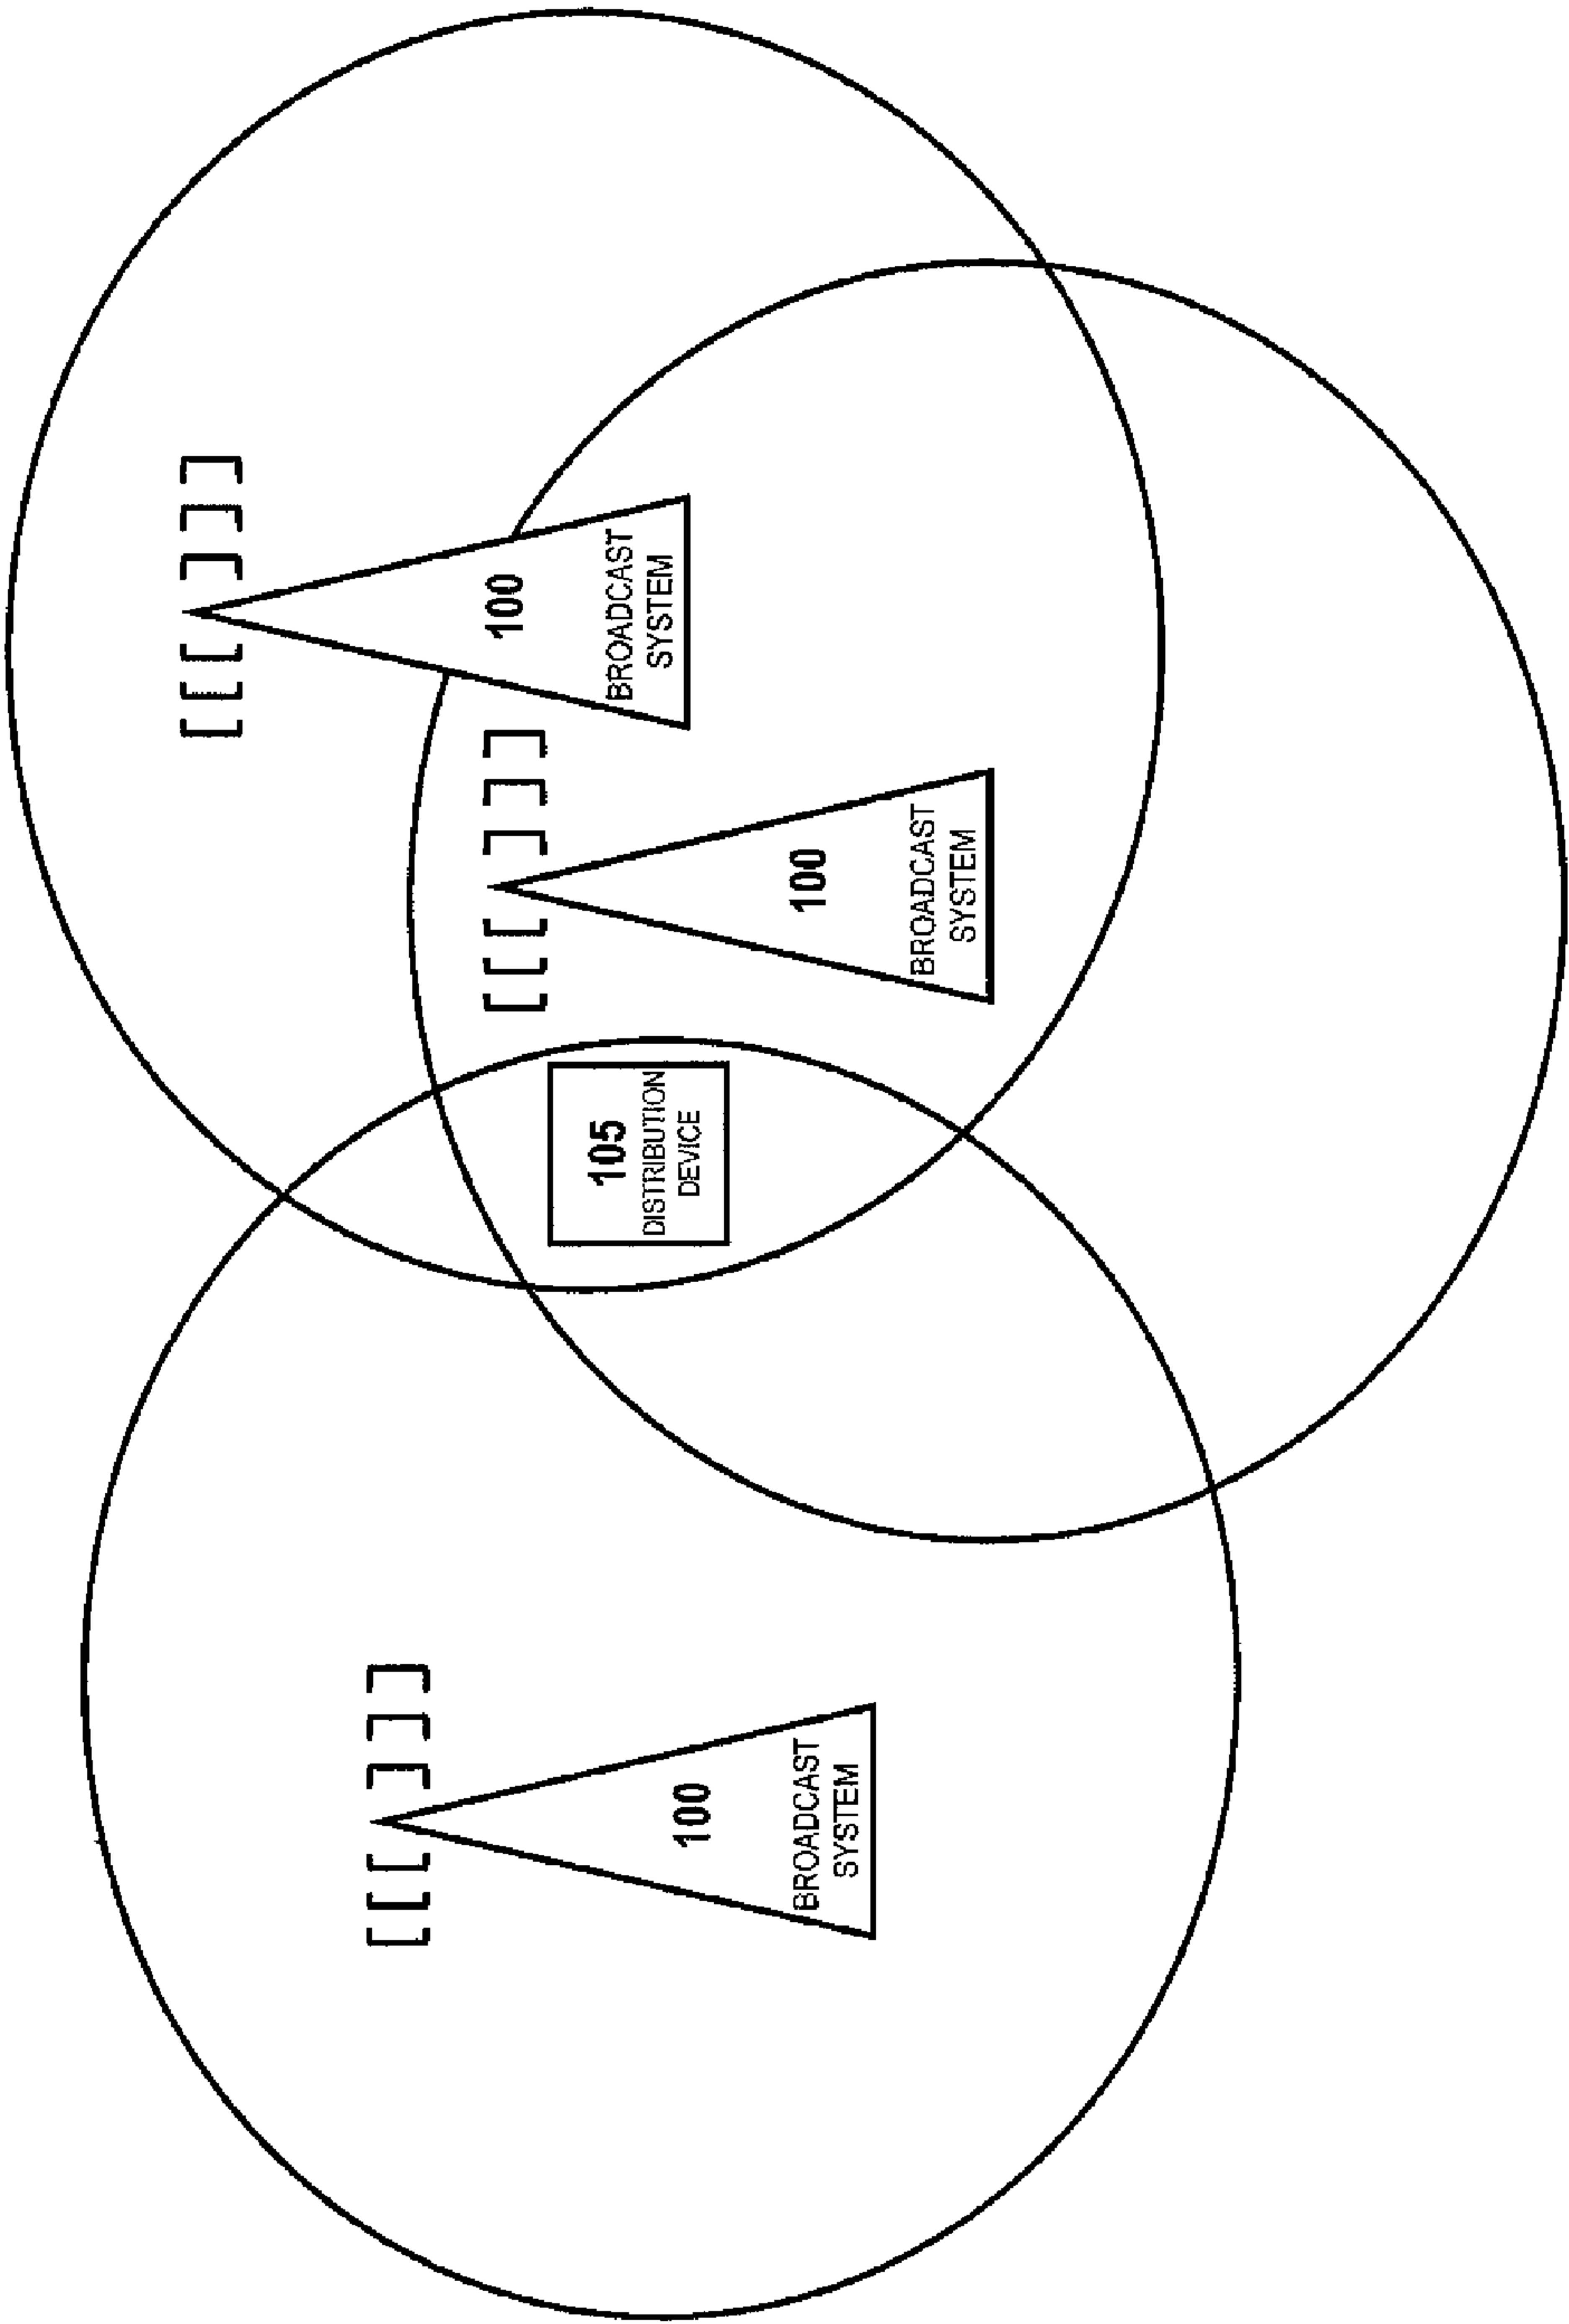 100
BROADCAST
SYSTEM
105
DISTRIBUTION
DEVICE
100
BROADCAST
SYSTEM
100
BROADCAST
SYSTEM